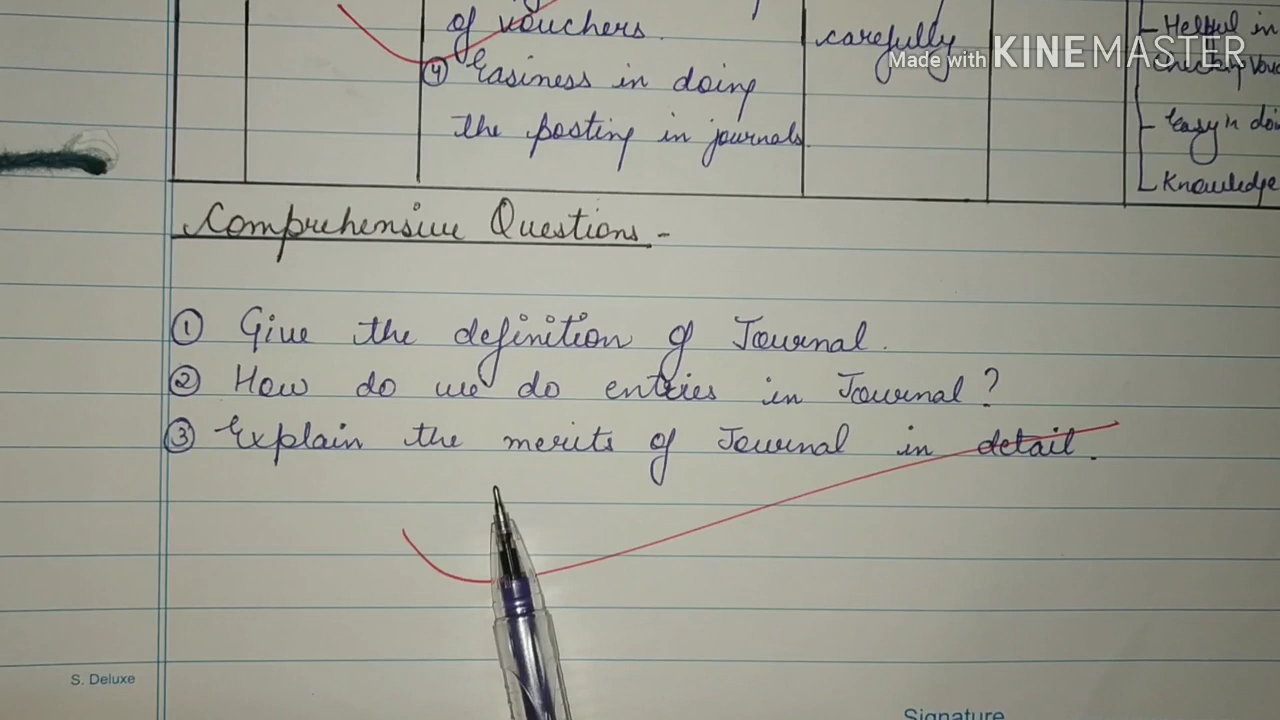 of vouchers.
carefully
Helpful in
Made with KINEMASTER
④ Easiness in doing
the posting in journals.
Easy in doi
Knowledge
Comprehensive Questions -
① Give the definition of Journal.
② How do we do entries in Journal?
③ Explain the merits of Journal in detail.
S. Deluxe
Signature